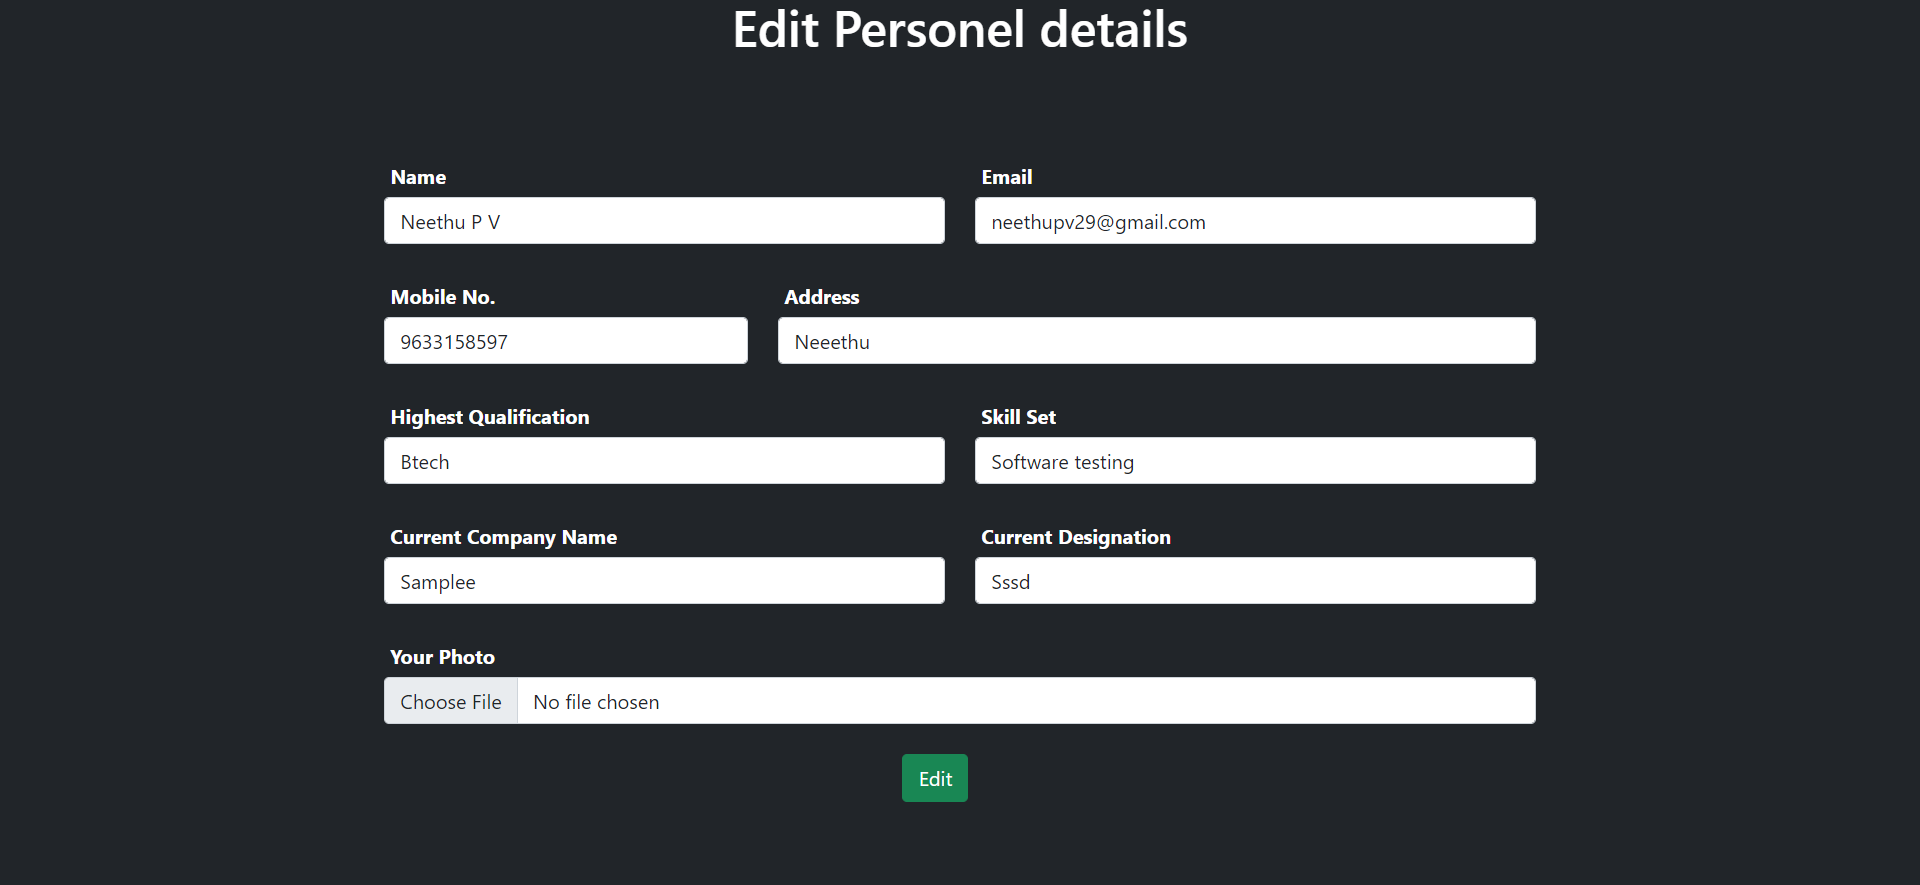 Edit Personel details
Name
Email
Neethu P V
neethupv29@gmail.com
Mobile No.
Address
9633158597
Neeethu
Highest Qualification
Skill Set
Btech
Software testing
Current Company Name
Current Designation
Samplee
Sssd
Your Photo
Choose File
No file chosen
Edit